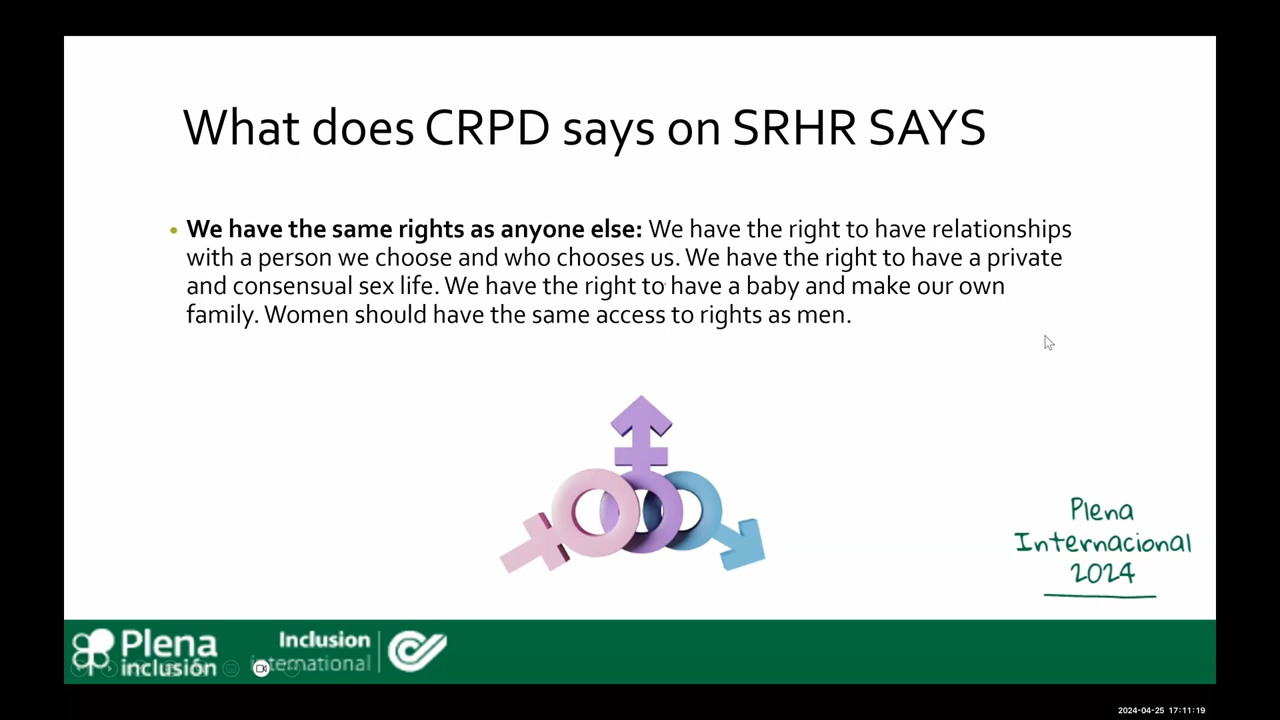 What does CRPD says on SRHR SAYS
• We have the same rights as anyone else: We have the right to have relationships
with a person we choose and who chooses us. We have the right to have a private
and consensual sex life. We have the right to have a baby and make our own
family. Women should have the same access to rights as men.
Plena
Internacional
2024
Plena
inclusión
Inclusion
international
2024-04-25 17:11:19